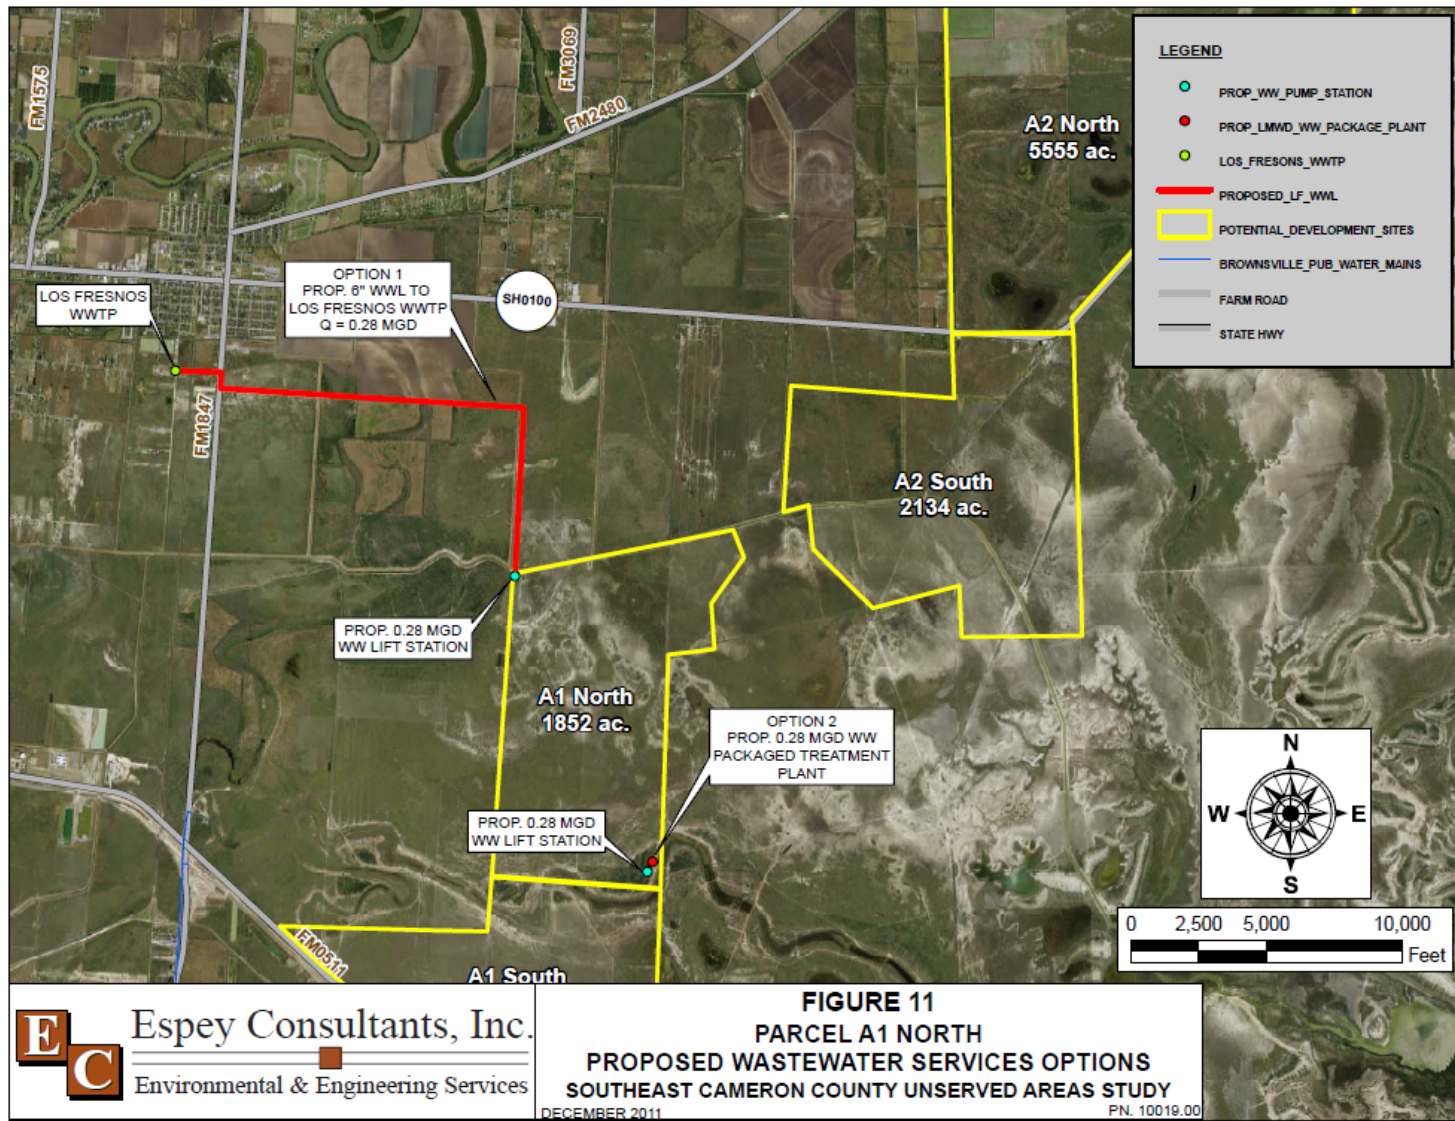 FM1575
FM3069
FM2480
A2 North
5555 ac.
LEGEND
PROP_WW_PUMP_STATION
PROP_LMWD_WW_PACKAGE_PLANT
LOS_FRESONS_WWTP
PROPOSED_LF_WWL
POTENTIAL_DEVELOPMENT_SITES
BROWNSVILLE_PUB_WATER_MAINS
FARM ROAD
STATE HWY
LOS FRESNOS
WWTP
OPTION 1
PROP. 6" WWL TO
LOS FRESNOS WWTP
Q = 0.28 MGD
SH0100
FM1847
A2 South
2134 ac.
PROP. 0.28 MGD
WW LIFT STATION
A1 North
1852 ac.
OPTION 2
PROP. 0.28 MGD WW
PACKAGED TREATMENT
PLANT
PROP. 0.28 MGD
WW LIFT STATION
FM0511
A1 South
N
W E
S
0 2,500 5,000 10,000
Feet
E
C
Espey Consultants, Inc.
Environmental & Engineering Services
FIGURE 11
PARCEL A1 NORTH
PROPOSED WASTEWATER SERVICES OPTIONS
SOUTHEAST CAMERON COUNTY UNSERVED AREAS STUDY
DECEMBER 2011 PN. 10019.00